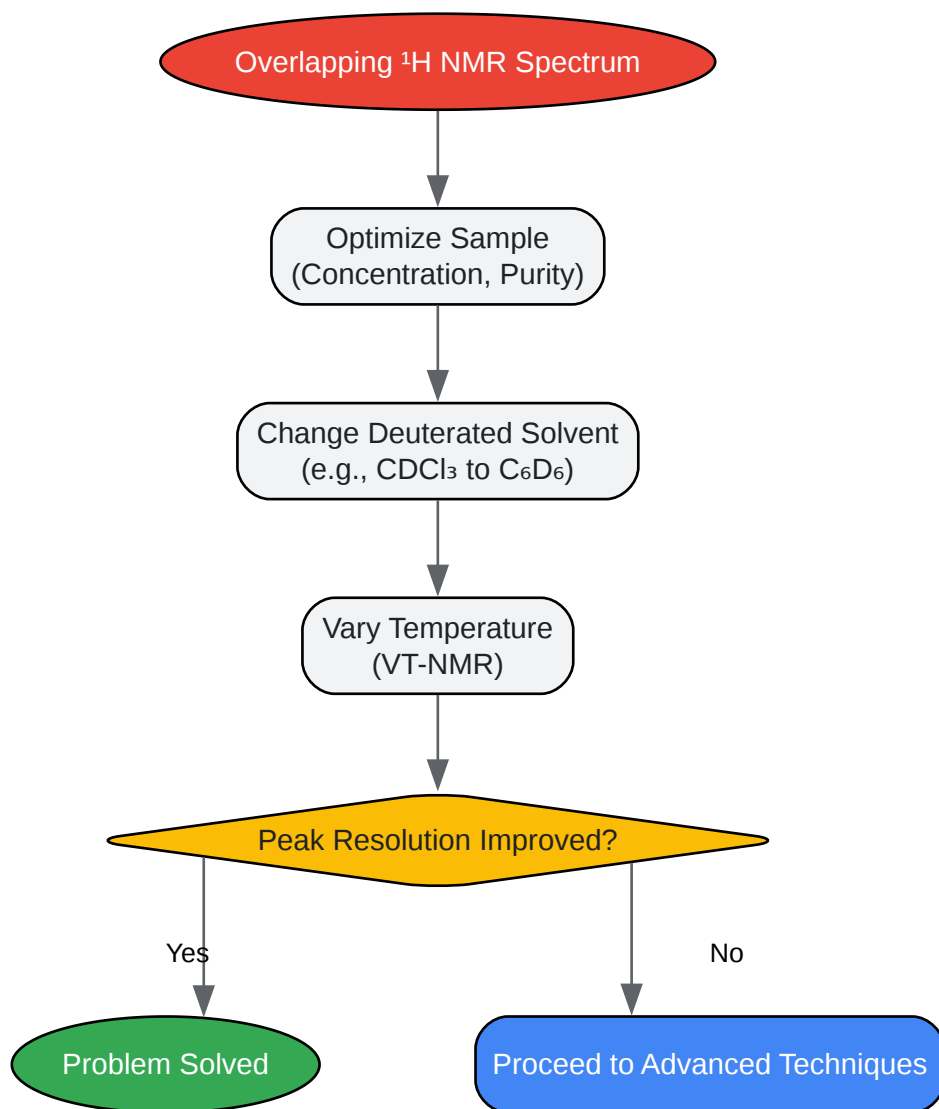 Overlapping ¹H NMR Spectrum
Optimize Sample
(Concentration, Purity)
Change Deuterated Solvent
(e.g., CDCl₃ to C₆D₆)
Vary Temperature
(VT-NMR)
Peak Resolution Improved?
Yes
No
Problem Solved
Proceed to Advanced Techniques